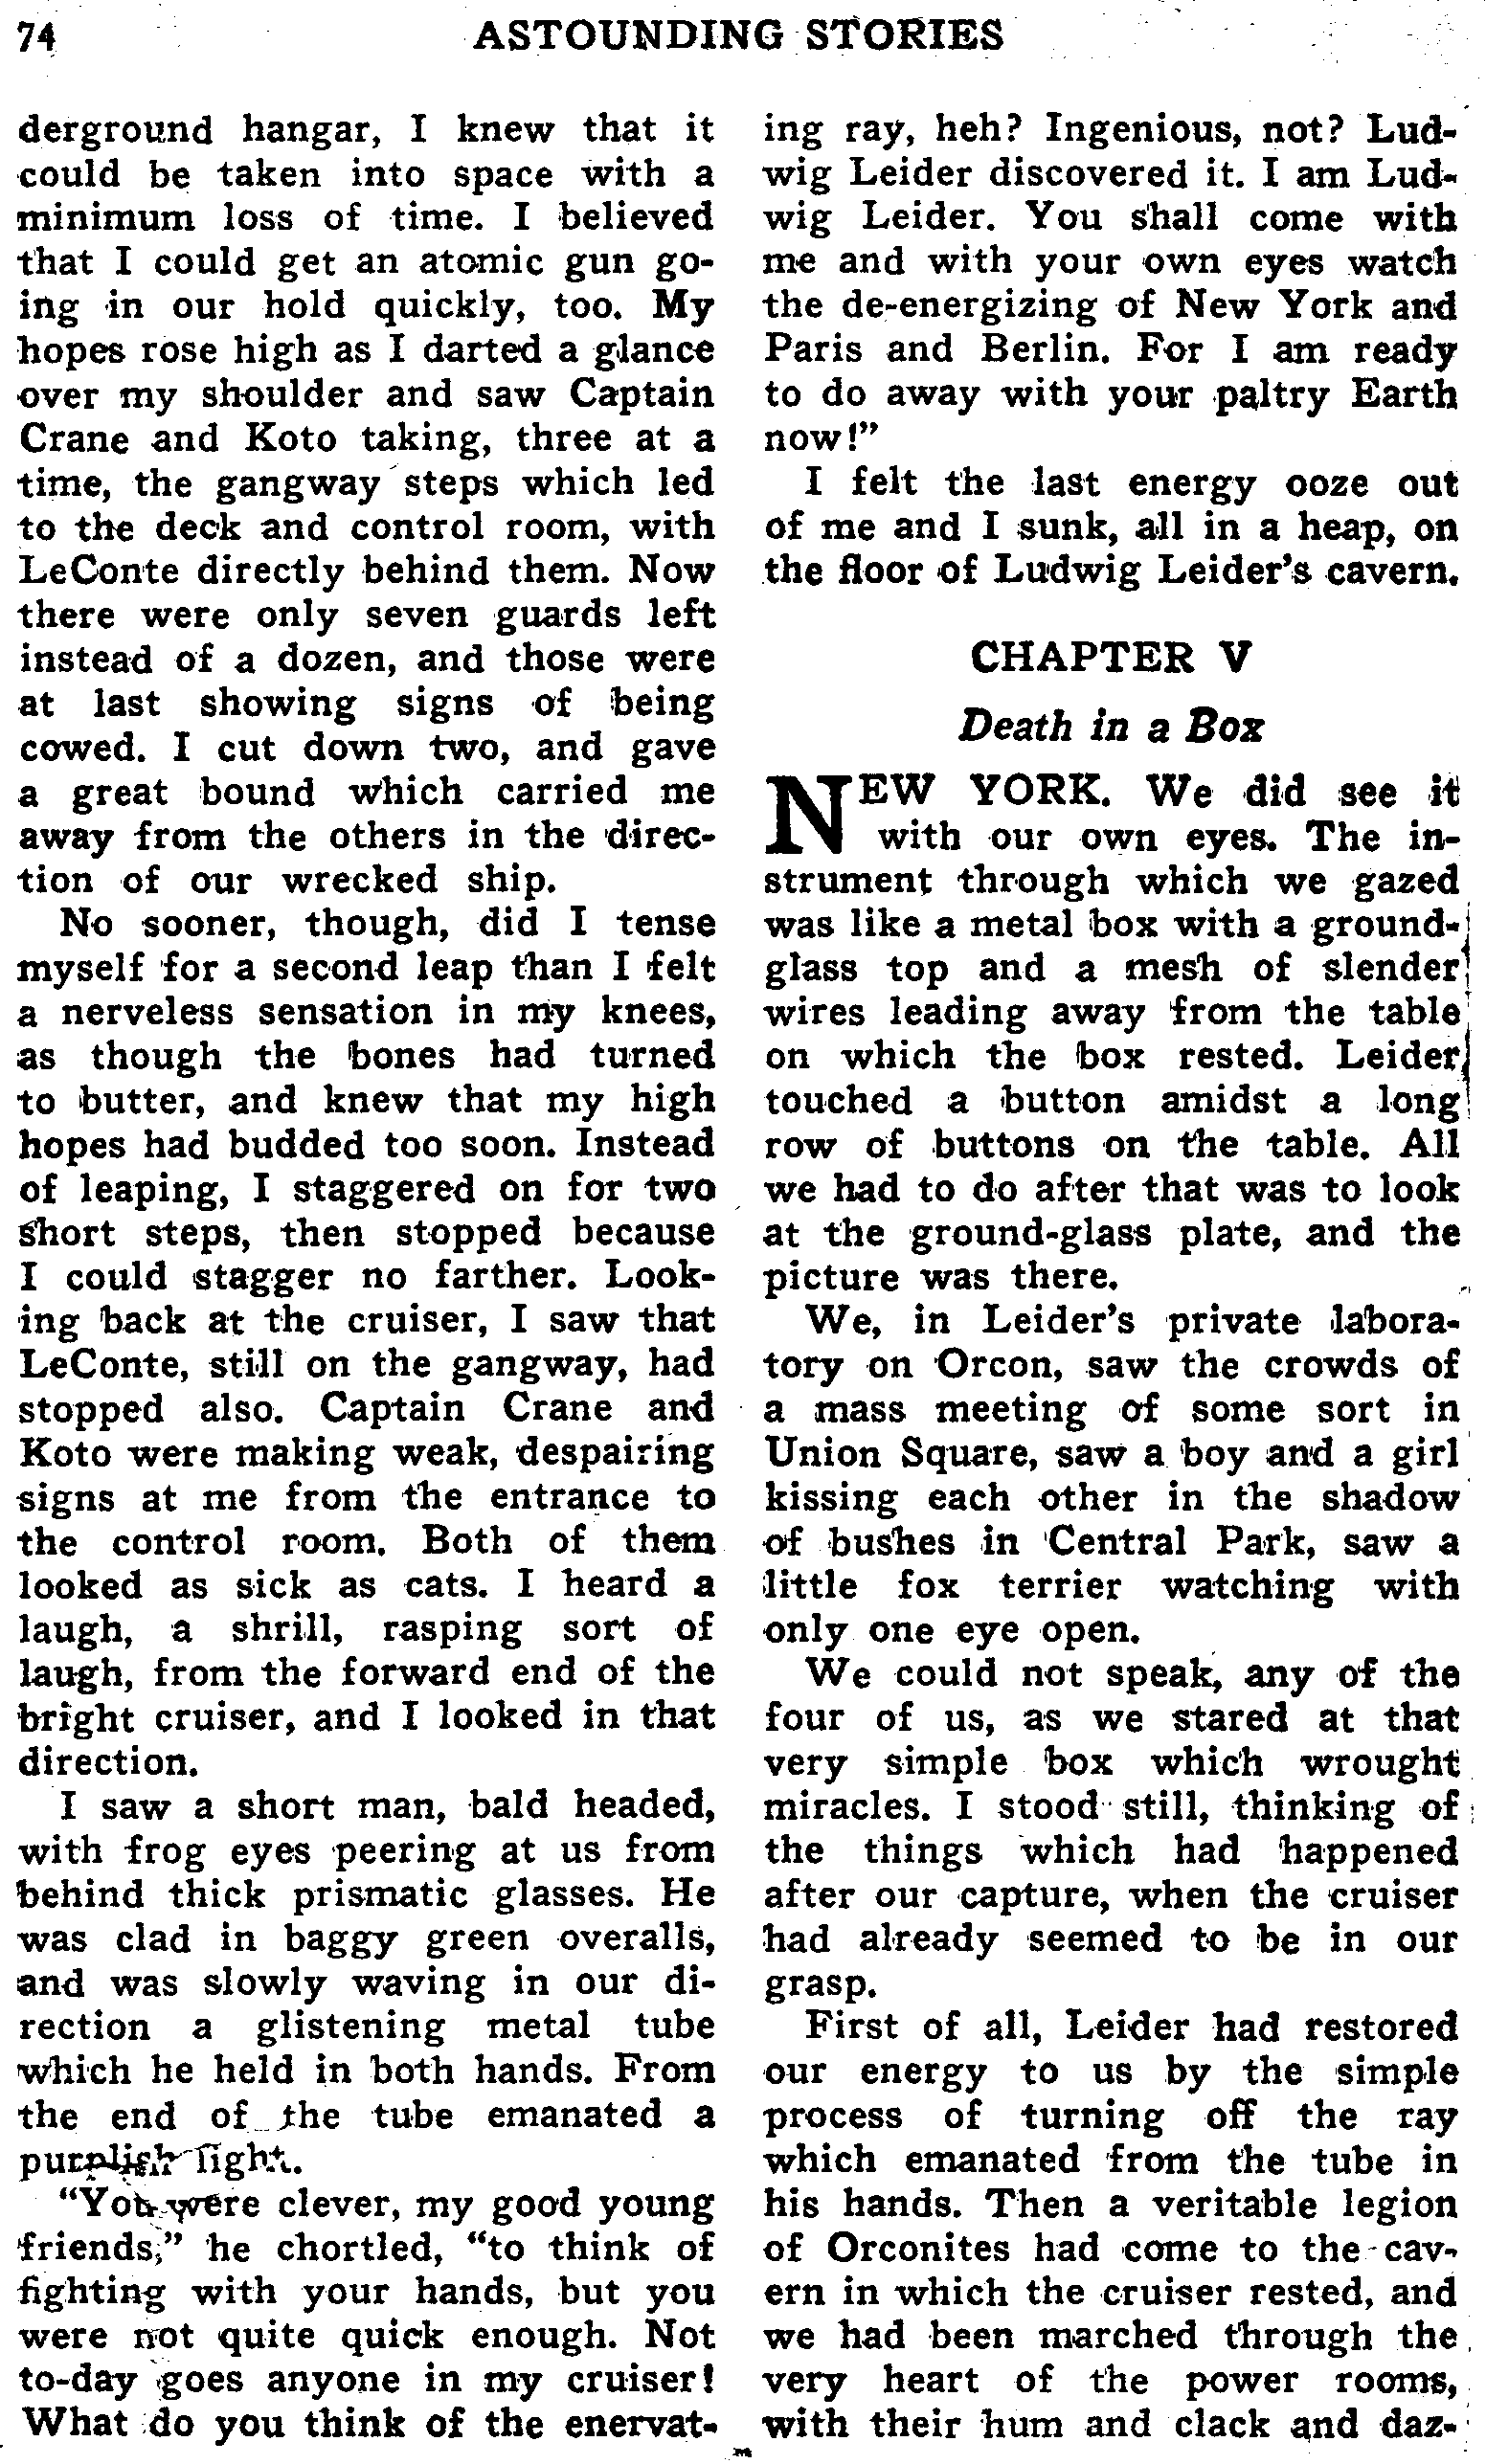 74
ASTOUNDING STORIES
derground hangar, I knew that it
could be taken into space with a
minimum loss of time. I believed
that I could get an atomic gun go-
ing in our hold quickly, too. My
hopes rose high as I darted a glance
over my shoulder and saw Captain
Crane and Koto taking, three at a
time, the gangway steps which led
to the deck and control room, with
LeConte directly behind them. Now
there were only seven guards left
instead of a dozen, and those were
at last showing signs of being
cowed. I cut down two, and gave
a great bound which carried me
away from the others in the direc-
tion of our wrecked ship.
No sooner, though, did I tense
myself for a second leap than I felt
a nerveless sensation in my knees,
as though the bones had turned
to butter, and knew that my high
hopes had budded too soon. Instead
of leaping, I staggered on for two
short steps, then stopped because
I could stagger no farther. Look-
ing back at the cruiser, I saw that
LeConte, still on the gangway, had
stopped also. Captain Crane and
Koto were making weak, despairing
signs at me from the entrance to
the control room. Both of them
looked as sick as cats. I heard a
laugh, a shrill, rasping sort of
laugh, from the forward end of the
bright cruiser, and I looked in that
direction.
I saw a short man, bald headed,
with frog eyes peering at us from
behind thick prismatic glasses. He
was clad in baggy green overalls,
and was slowly waving in our di-
rection a glistening metal tube
which he held in both hands. From
the end of the tube emanated a
purplish light.
"You were clever, my good young
friends," he chortled, "to think of
fighting with your hands, but you
were not quite quick enough. Not
to-day goes anyone in my cruiser!
What do you think of the enervat-
ing ray, heh? Ingenious, not? Lud-
wig Leider discovered it. I am Lud-
wig Leider. You shall come with
me and with your own eyes watch
the de-energizing of New York and
Paris and Berlin. For I am ready
to do away with your paltry Earth
now!"
I felt the last energy ooze out
of me and I sunk, all in a heap, on
the floor of Ludwig Leider's cavern.
CHAPTER V
Death in a Box
NEW YORK. We did see it
with our own eyes. The in-
strument through which we gazed
was like a metal box with a ground-
glass top and a mesh of slender
wires leading away from the table
on which the box rested. Leider
touched a button amidst a long
row of buttons on the table. All
we had to do after that was to look
at the ground-glass plate, and the
picture was there.
We, in Leider's private labora-
tory on Orcon, saw the crowds of
a mass meeting of some sort in
Union Square, saw a boy and a girl
kissing each other in the shadow
of bushes in Central Park, saw a
little fox terrier watching with
only one eye open.
We could not speak, any of the
four of us, as we stared at that
very simple box which wrought
miracles. I stood still, thinking of
the things which had happened
after our capture, when the cruiser
had already seemed to be in our
grasp.
First of all, Leider had restored
our energy to us by the simple
process of turning off the ray
which emanated from the tube in
his hands. Then a veritable legion
of Orconites had come to the cav-
ern in which the cruiser rested, and
we had been marched through the
very heart of the power rooms,
with their hum and clack and daz-